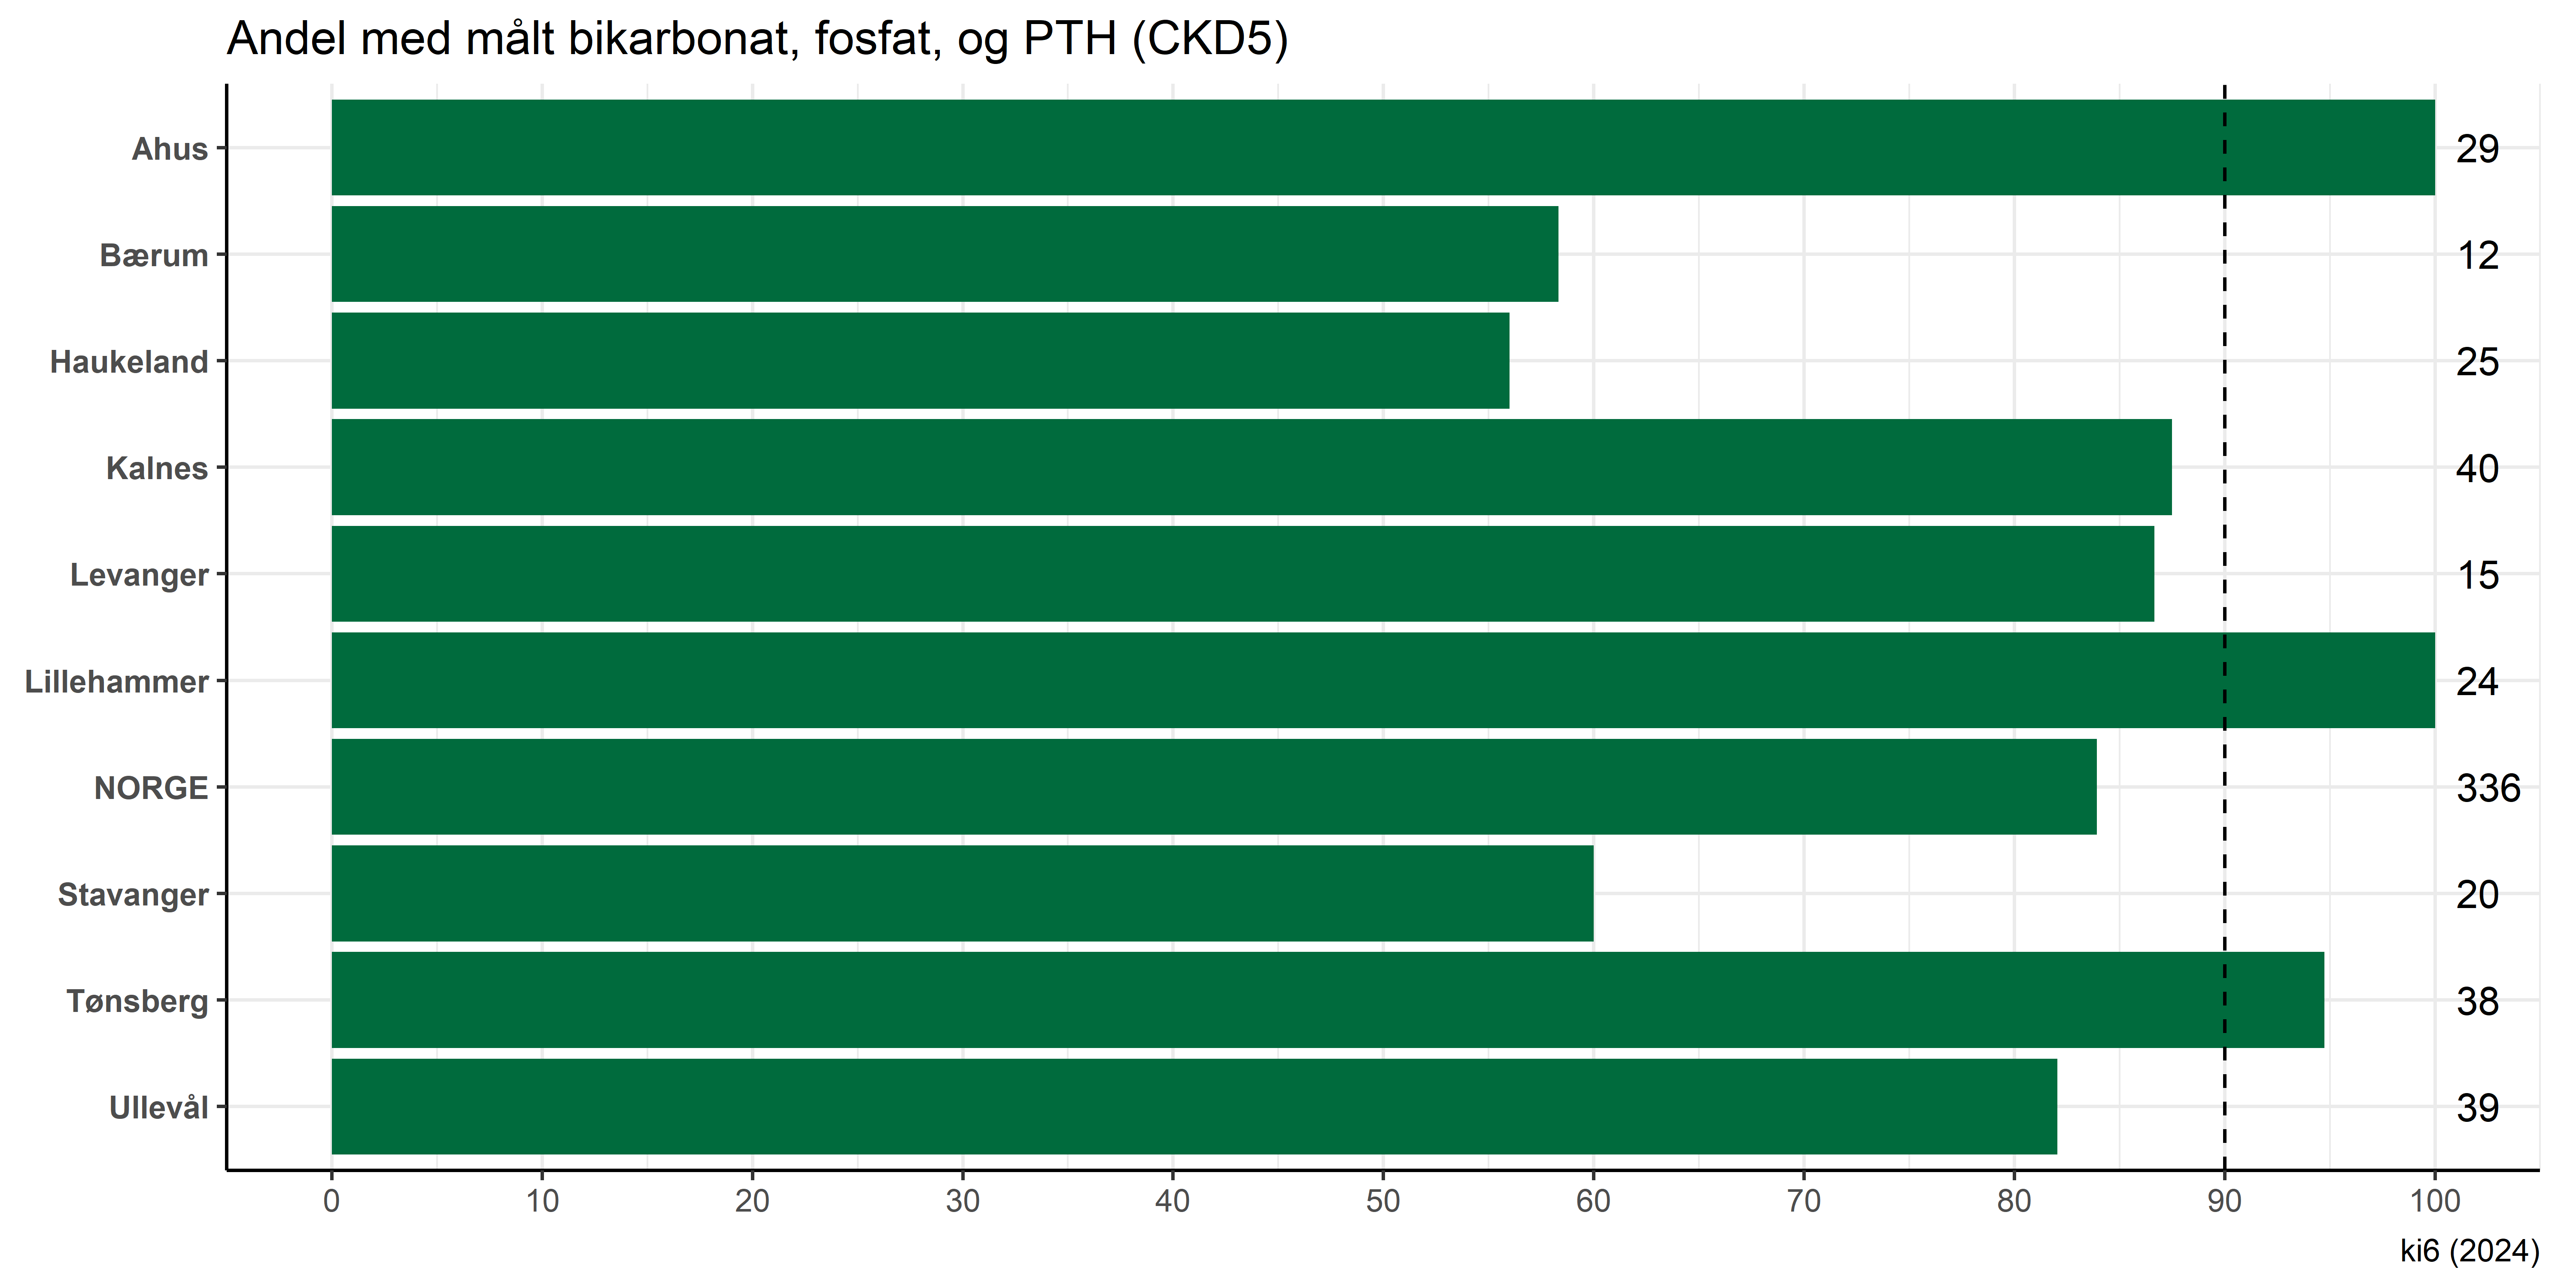 Andel med målt bikarbonat, fosfat, og PTH (CKD5)
Ahus 29
Bærum 12
Haukeland 25
Kalnes 40
Levanger 15
Lillehammer 24
NORGE 336
Stavanger 20
Tønsberg 38
Ullevål 39
0 10 20 30 40 50 60 70 80 90 100
ki6 (2024)